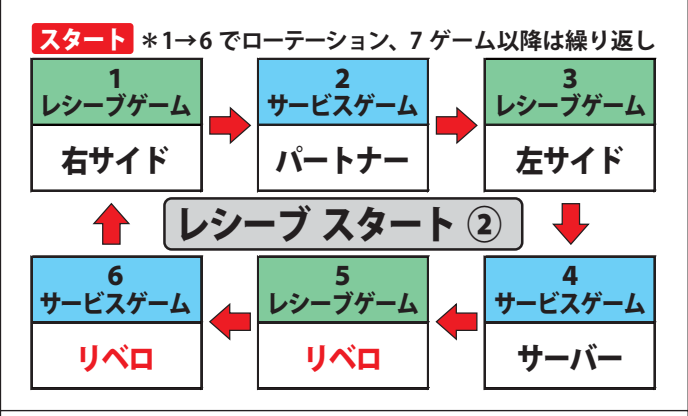 スタート ＊1→6 でローテーション、7 ゲーム以降は繰り返し
1
レシーブゲーム
右サイド
2
サービスゲーム
パートナー
3
レシーブゲーム
左サイド
レシーブ スタート ②
6
サービスゲーム
リベロ
5
レシーブゲーム
リベロ
4
サービスゲーム
サーバー